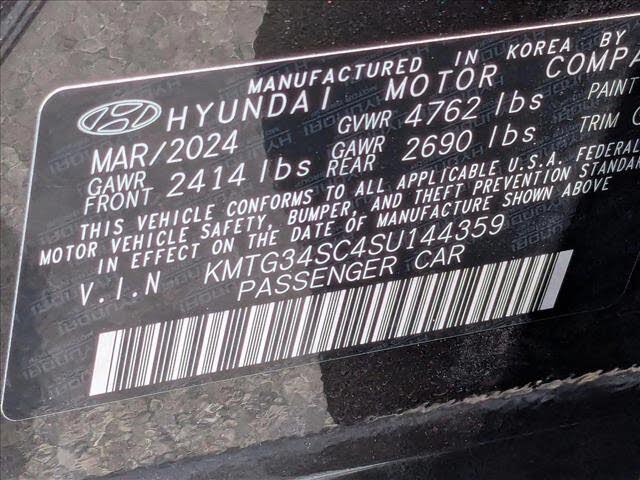 MANUFACTURED IN KOREA BY
HYUNDAI MOTOR COMPA
MAR/2024 GVWR 4762 lbs PAINT
GAWR FRONT 2414 lbs GAWR REAR 2690 lbs TRIM
THIS VEHICLE CONFORMS TO ALL APPLICABLE U.S.A. FEDERAL
MOTOR VEHICLE SAFETY, BUMPER, AND THEFT PREVENTION STANDAR
IN EFFECT ON THE DATE OF MANUFACTURE SHOWN ABOVE
V.I.N KMTG34SC4SU144359
PASSENGER CAR